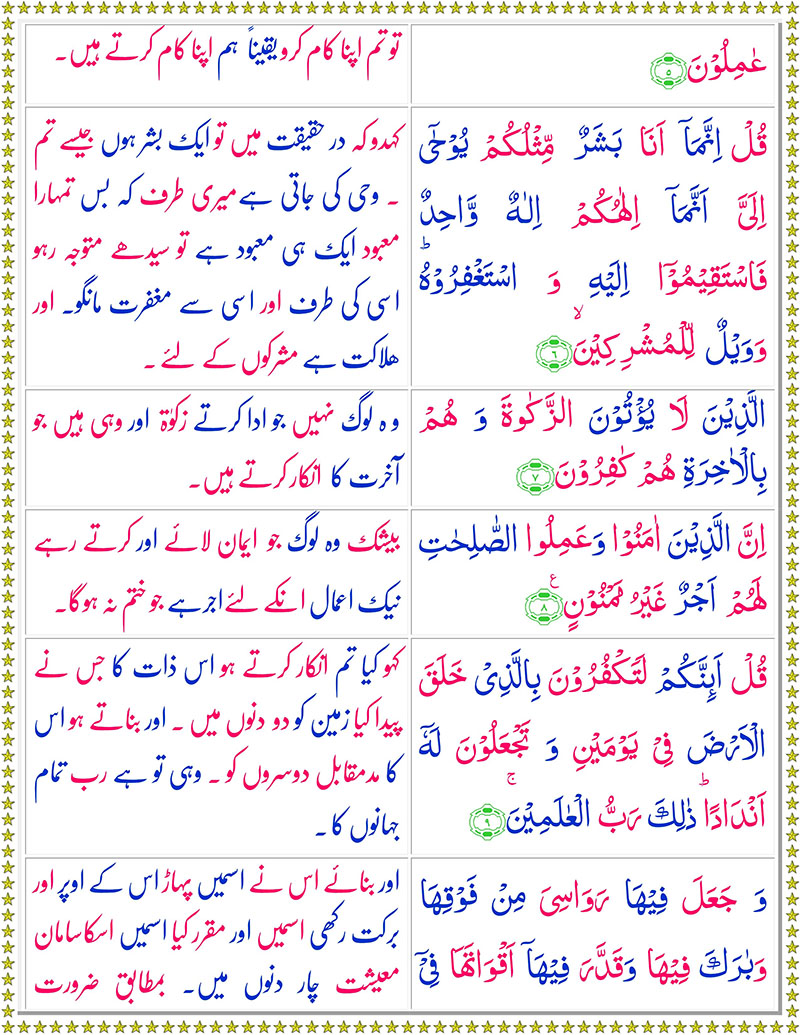 عٰمِلُوۡنَ ﴿۵﴾
تو تم اپنا کام کرو یقیناً ہم اپنا کام کرتے ہیں۔
قُلۡ اِنَّمَاۤ اَنَا بَشَرٌ مِّثۡلُكُمۡ يُوۡحٰٓى
اِلَىَّ اَنَّمَاۤ اِلٰهُكُمۡ اِلٰـهٌ وَّاحِدٌ
فَاسۡتَقِيۡمُوۡۤا اِلَيۡهِ وَ اسۡتَغۡفِرُوۡهُ‌ ؕ
وَوَيۡلٌ لِّلۡمُشۡرِكِيۡنَ ۙ‏ ﴿۶﴾
کہدو کہ در حقیقت میں تو ایک بشر ہوں جیسے تم
۔ وحی کی جاتی ہے میری طرف کہ بس تمہارا
معبود ایک ہی معبود ہے تو سیدھے متوجہ رہو
اسی کی طرف اور اسی سے مغفرت مانگو۔ اور
ھلاکت ہے مشرکوں کے لئے ۔
الَّذِيۡنَ لَا يُؤۡتُوۡنَ الزَّكٰوةَ وَ هُمۡ
بِالۡاٰخِرَةِ هُمۡ كٰفِرُوۡنَ‏ ﴿۷﴾
وہ لوگ نہیں جو ادا کرتے زکوٰۃ اور وہی ہیں جو
آخرت کا انکار کرتے ہیں۔
اِنَّ الَّذِيۡنَ اٰمَنُوۡا وَعَمِلُوا الصّٰلِحٰتِ
لَهُمۡ اَجۡرٌ غَيۡرُ مَمۡنُوۡنٍ ع ﴿۸﴾
بیشک وہ لوگ جو ایمان لائے اور کرتے رہے
نیک اعمال انکے لئے اجر ہے جو ختم نہ ہوگا۔
قُلۡ اَٮِٕنَّكُمۡ لَتَكۡفُرُوۡنَ بِالَّذِىۡ خَلَقَ
الۡاَرۡضَ فِىۡ يَوۡمَيۡنِ وَ تَجۡعَلُوۡنَ لَهٗۤ
اَنۡدَادًا‌ؕ ذٰلِكَ رَبُّ الۡعٰلَمِيۡنَ‌ۚ‏ ﴿۹﴾
کہو کیا تم انکار کرتے ہو اس ذات کا جس نے
پیدا کیا زمین کو دو دنوں میں ۔ اور بناتے ہو اس
کا مدمقابل دوسروں کو ۔ وہی تو ہے رب تمام
جہانوں کا ۔
وَ جَعَلَ فِيۡهَا رَوَاسِىَ مِنۡ فَوۡقِهَا
وَبٰرَكَ فِيۡهَا وَقَدَّرَ فِيۡهَاۤ اَقۡوَاتَهَا فِىۡۤ
اور بنائے اس نے اسمیں پہاڑ اس کے اوپر اور
برکت رکھی اسمیں اور مقرر کیا اسمیں اسکا سامان
معیشت چار دنوں میں۔ بمطابق ضرورت